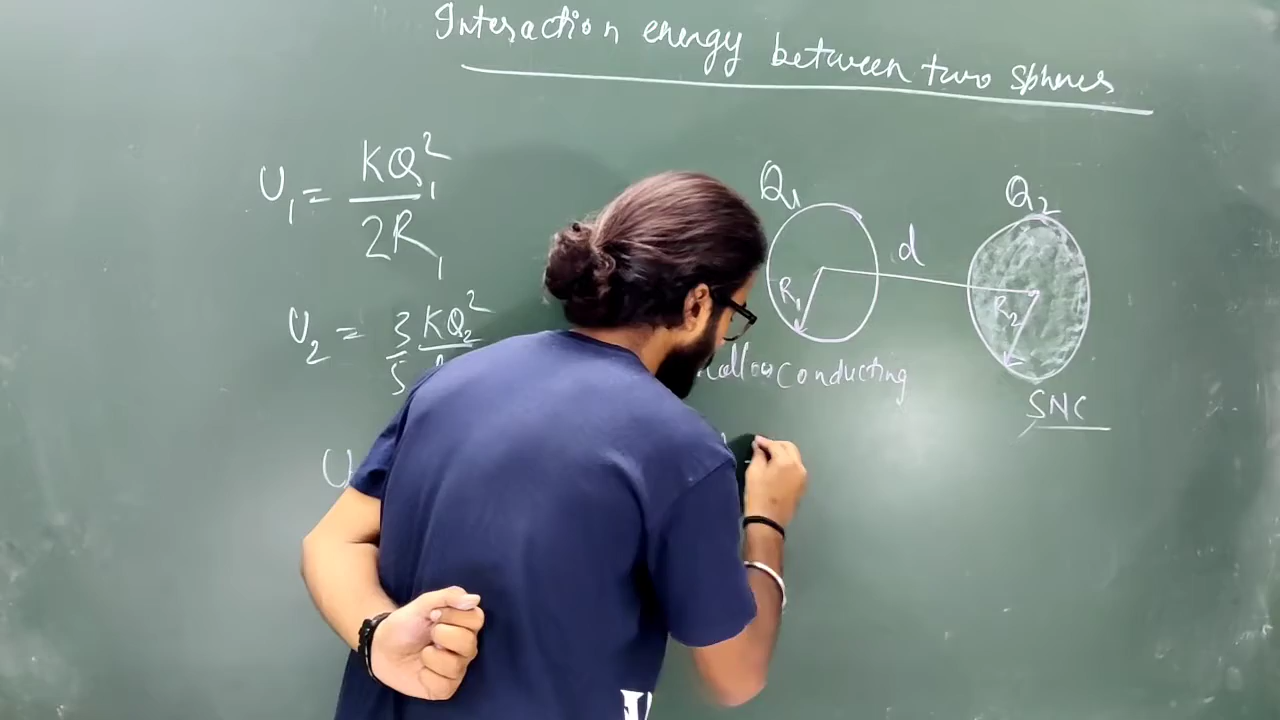 Interaction energy between two spheres
U₁ = KQ₁² / 2R₁
Q₁
Q₂
d
R₁
R₂
U₂ = 3/5 KQ₂²
conducting
SNC
U